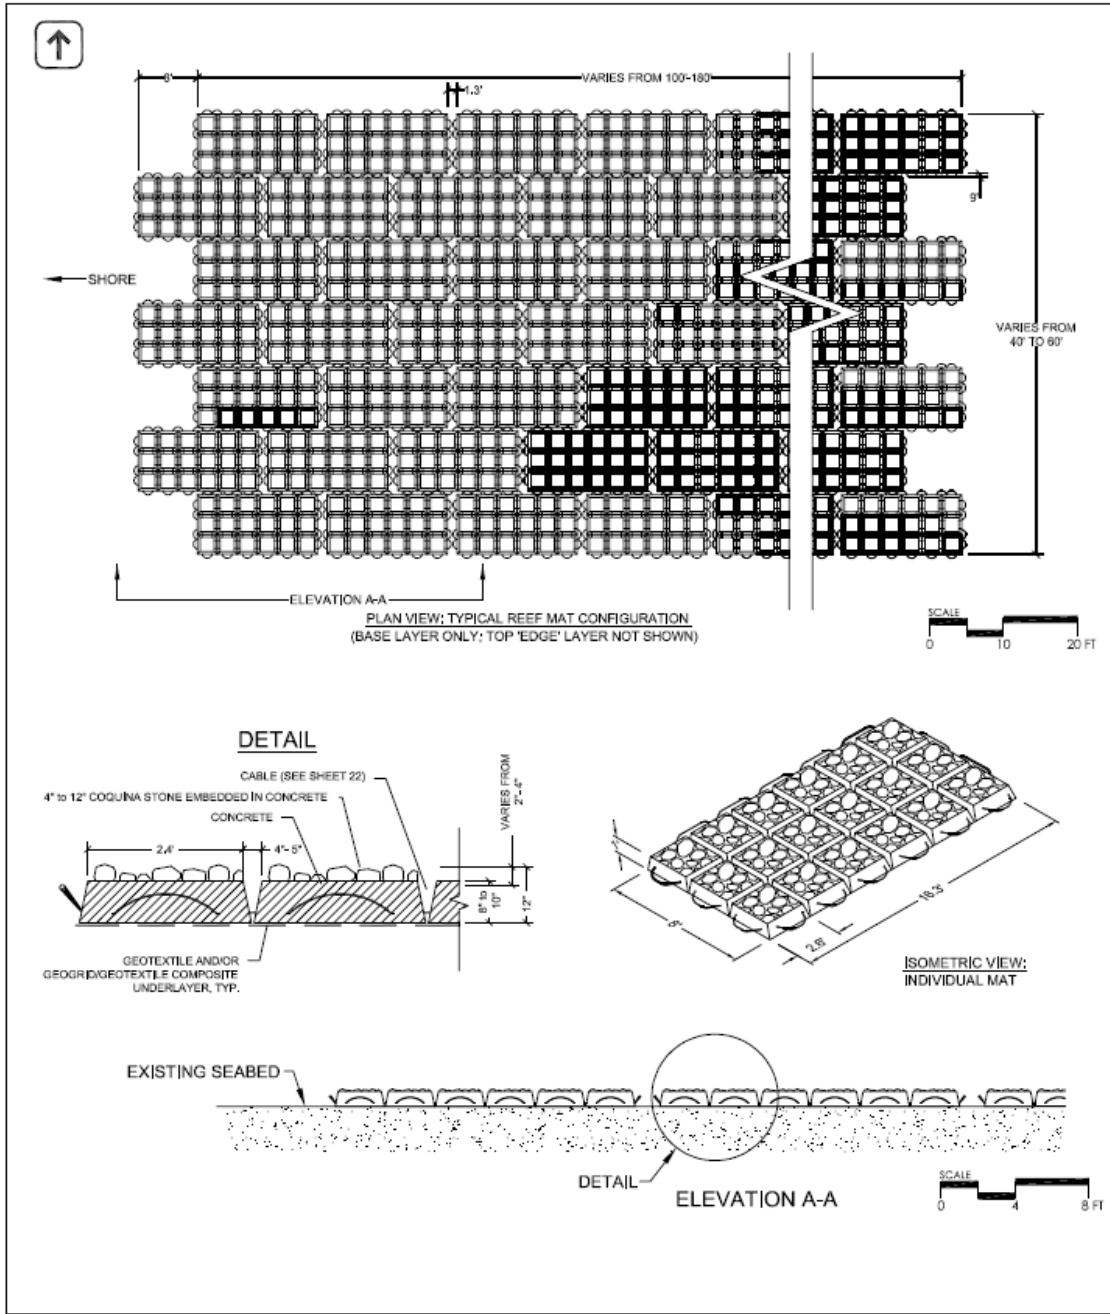 VARIES FROM 100'-180'
8'
1.3'
9"
SHORE
VARIES FROM
40' TO 60'
ELEVATION A-A
PLAN VIEW: TYPICAL REEF MAT CONFIGURATION
(BASE LAYER ONLY; TOP 'EDGE' LAYER NOT SHOWN)
SCALE
0 10 20 FT
DETAIL
CABLE (SEE SHEET 22)
4" to 12" COQUINA STONE EMBEDDED IN CONCRETE
CONCRETE
VARIES FROM
2"- 4"
2.4'
4"- 5"
8" to
10"
12"
GEOTEXTILE AND/OR
GEOGRID/GEOTEXTILE COMPOSITE
UNDERLAYER, TYP.
2.6'
ISOMETRIC VIEW:
INDIVIDUAL MAT
EXISTING SEABED
DETAIL
ELEVATION A-A
SCALE
0 4 8 FT